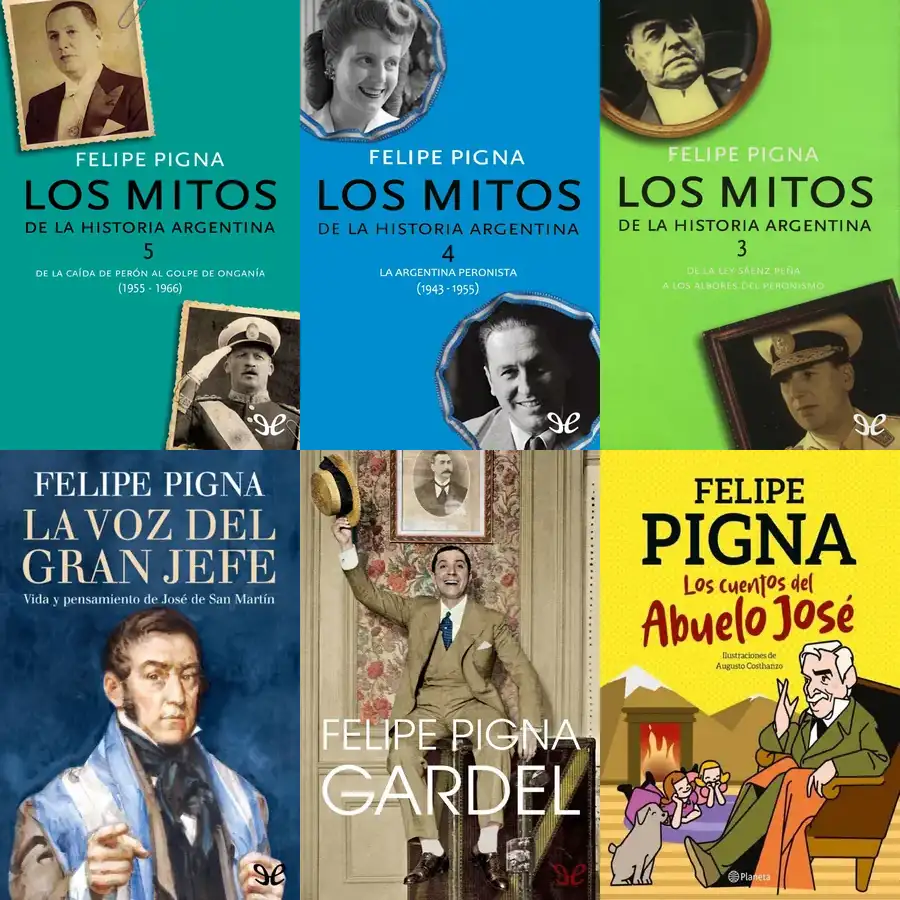 FELIPE PIGNA
LOS MITOS
DE LA HISTORIA ARGENTINA
5
DE LA CAÍDA DE PERÓN AL GOLPE DE ONGANÍA
(1955 - 1966)
FELIPE PIGNA
LOS MITOS
DE LA HISTORIA ARGENTINA
4
LA ARGENTINA PERONISTA
(1943 - 1955)
FELIPE PIGNA
LOS MITOS
DE LA HISTORIA ARGENTINA
3
DE LA LEY SÁENZ PEÑA
A LOS ALBORES DEL PERONISMO
FELIPE PIGNA
LA VOZ DEL
GRAN JEFE
Vida y pensamiento de José de San Martín
FELIPE PIGNA
GARDEL
FELIPE
PIGNA
Los cuentos del
Abuelo José
Ilustraciones de
Augusto Costhanzo
Planeta